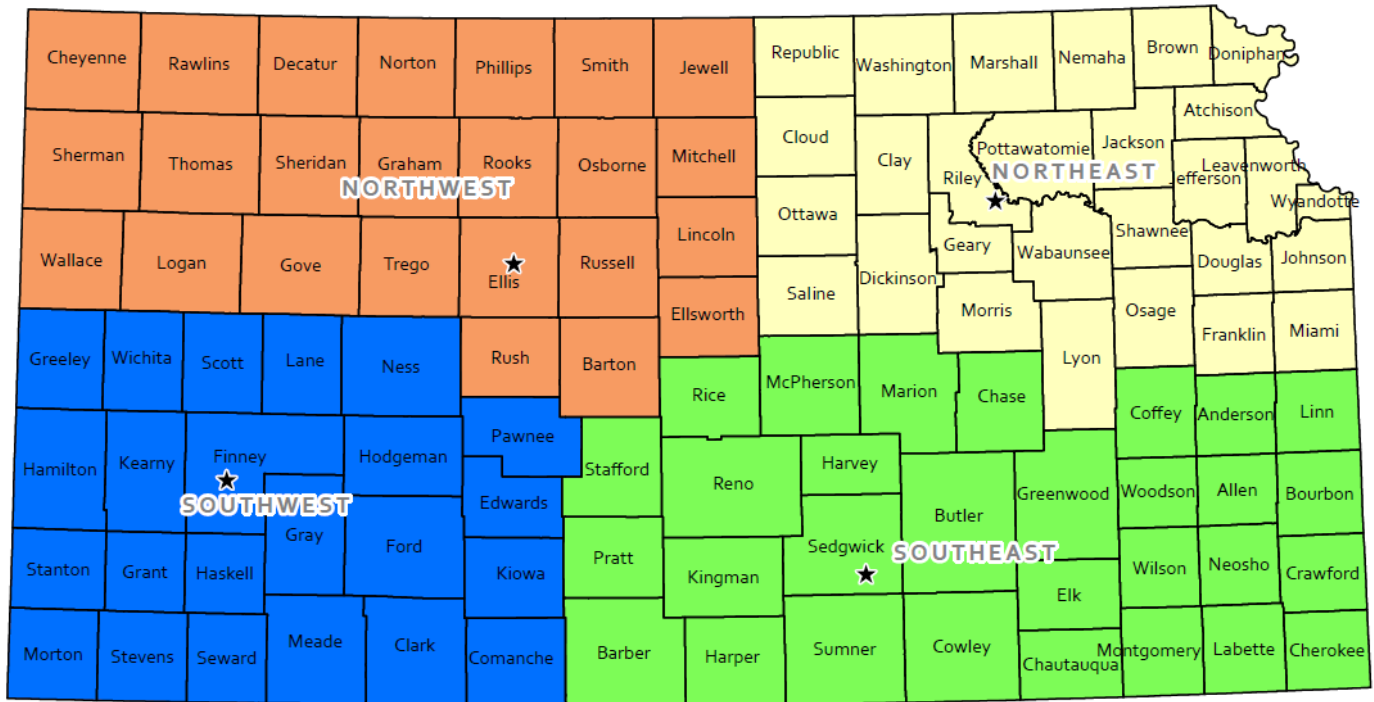 Cheyenne
Rawlins
Decatur
Norton
Phillips
Smith
Jewell
Republic
Washington
Marshall
Nemaha
Brown
Doniphan
Sherman
Thomas
Sheridan
Graham
Rooks
Osborne
Mitchell
Cloud
Clay
Riley
Pottawatomie
Jackson
Atchison
NORTHWEST
NORTHEAST
efferson
Leavenworth
Wyandotte
Wallace
Logan
Gove
Trego
Ellis
Russell
Lincoln
Ottawa
Geary
Wabaunsee
Shawnee
Douglas
Johnson
Ellsworth
Saline
Dickinson
Morris
Osage
Franklin
Miami
Greeley
Wichita
Scott
Lane
Ness
Rush
Barton
Rice
McPherson
Marion
Chase
Lyon
Coffey
Anderson
Linn
Hamilton
Kearny
Finney
Hodgeman
Pawnee
Stafford
Reno
Harvey
Greenwood
Woodson
Allen
Bourbon
SOUTHWEST
Edwards
Gray
Ford
Pratt
Sedgwick
Butler
SOUTHEAST
Stanton
Grant
Haskell
Kiowa
Kingman
Elk
Wilson
Neosho
Crawford
Morton
Stevens
Seward
Meade
Clark
Comanche
Barber
Harper
Sumner
Cowley
Chautauqua
Montgomery
Labette
Cherokee